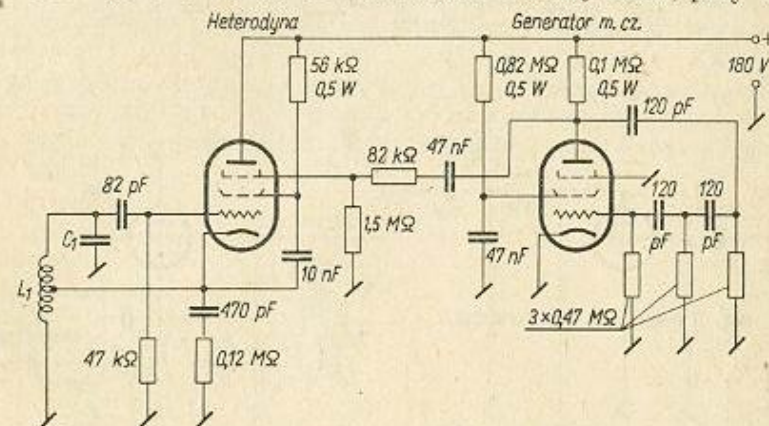 Heterodyna
Generator m. cz.
56 kΩ
0,5 W
0,82 MΩ
0,5 W
0,1 MΩ
0,5 W
+
180 V
120 pF
82 kΩ
47 nF
82 pF
C1
1,5 MΩ
120
pF
120
pF
10 nF
47 nF
L1
470 pF
3×0,47 MΩ
47 kΩ
0,12 MΩ